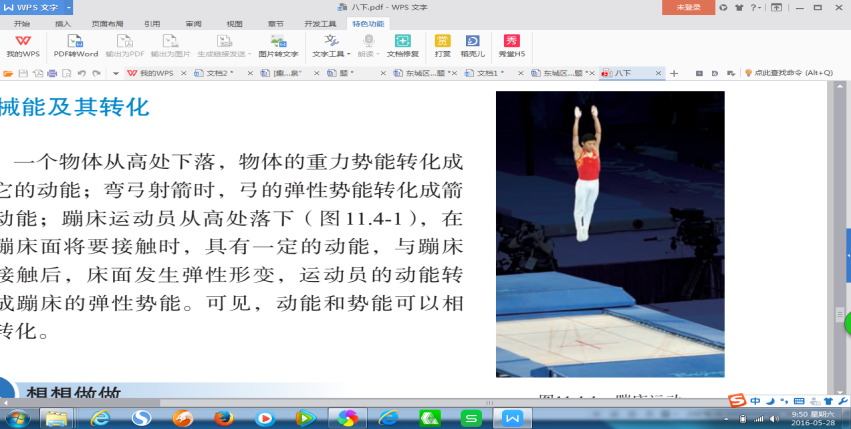 WPS 文字
八下.pdf - WPS 文字
未登录
开始 插入 页面布局 引用 审阅 视图 章节 开发工具 特色功能
我的WPS PDF转Word 输出为PDF 输出为图片 生成链接发送 图片转文字 文字工具 朗读 文档修复 打赏 稻壳儿 秀堂H5
我的WPS 文档2 * 题 * 东城区...题 * 文档1 * 东城区...题 * 八下 点此查找命令 (Alt+Q)
械能及其转化
一个物体从高处下落，物体的重力势能转化成
它的动能；弯弓射箭时，弓的弹性势能转化成箭
动能；蹦床运动员从高处落下（图11.4-1），在
蹦床面将要接触时，具有一定的动能，与蹦床
接触后，床面发生弹性形变，运动员的动能转
成蹦床的弹性势能。可见，动能和势能可以相
转化。
想想做做
中
9:50 星期六
2016-05-28